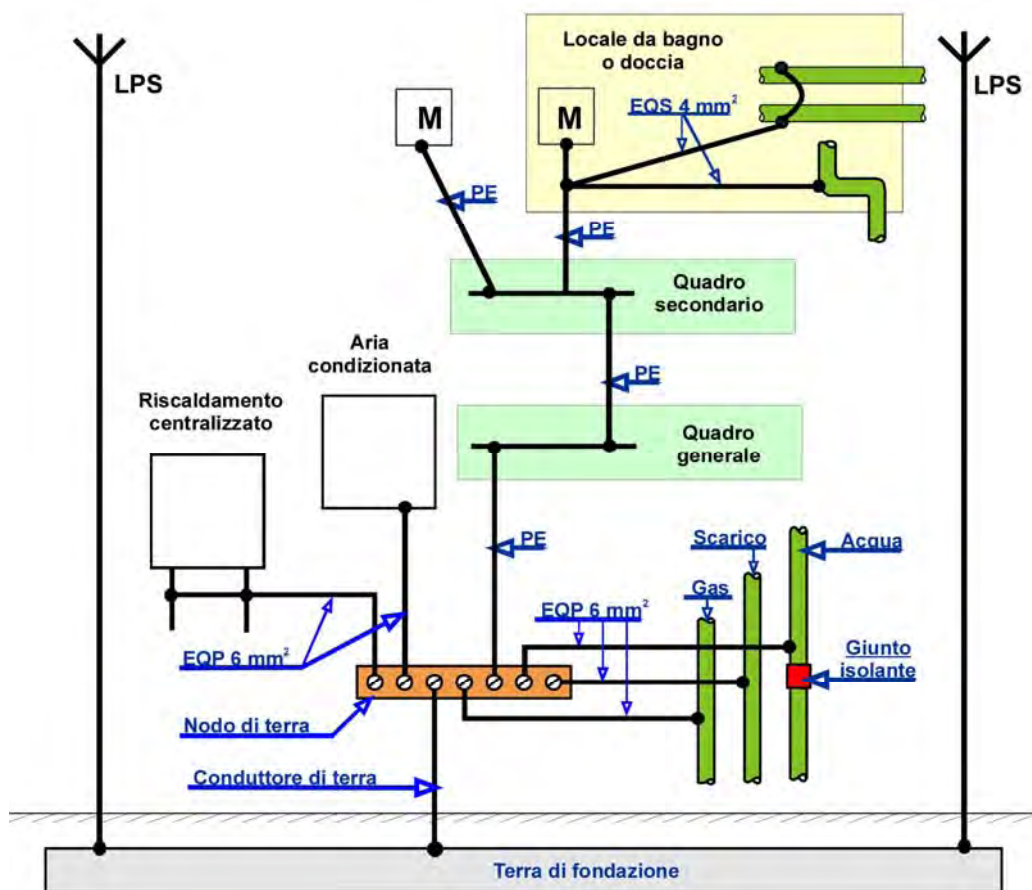 Locale da bagno
o doccia
LPS
LPS
EQS 4 mm²
M
M
PE
PE
Quadro
secondario
Aria
condizionata
PE
Riscaldamento
centralizzato
Quadro
generale
PE
Scarico
Acqua
Gas
EQP 6 mm²
EQP 6 mm²
Giunto
isolante
Nodo di terra
Conduttore di terra
Terra di fondazione